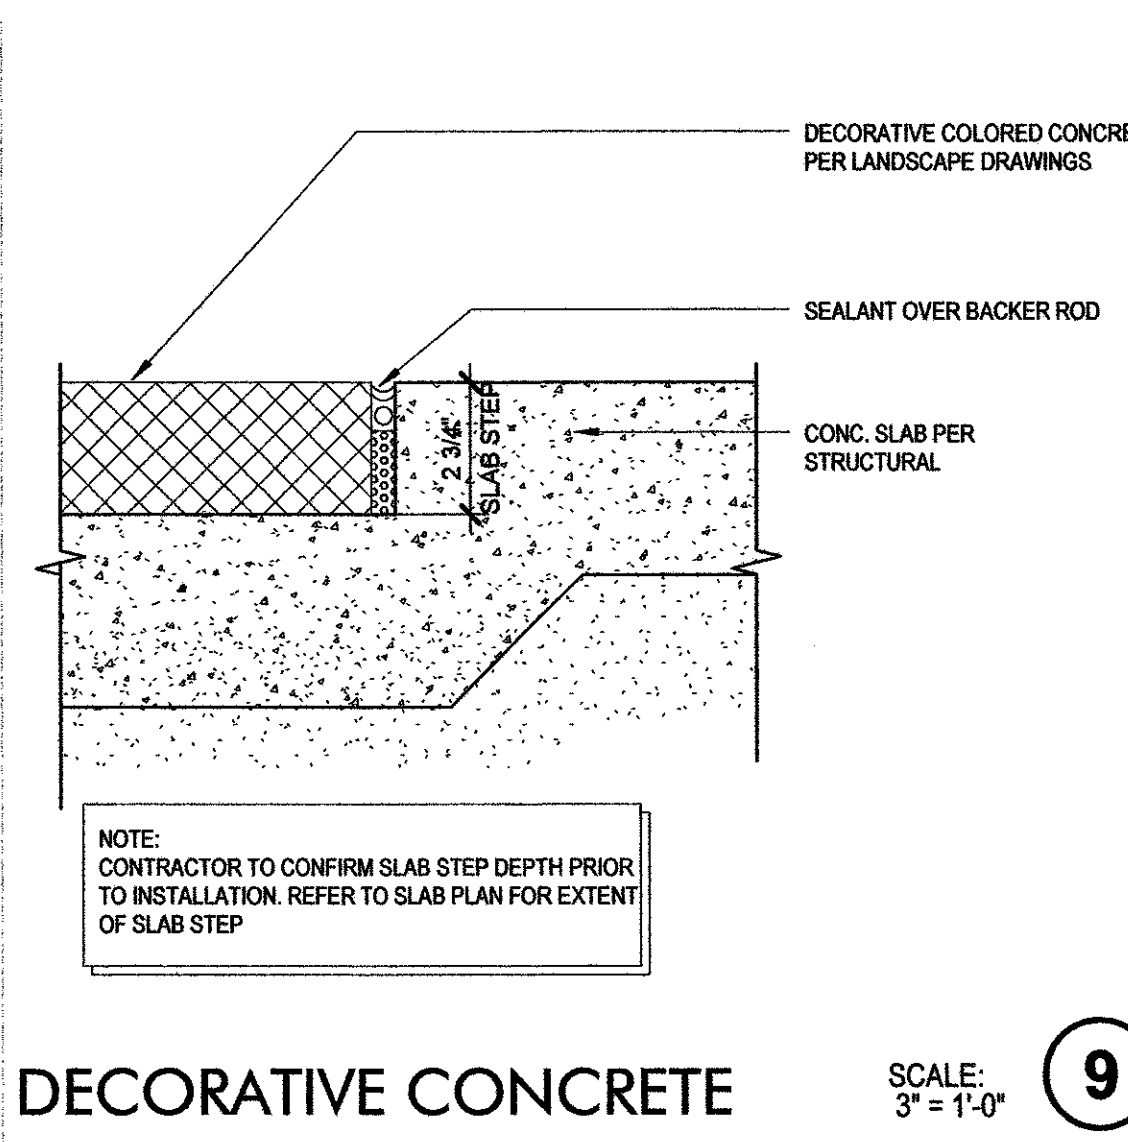 DECORATIVE COLORED CONCRE
PER LANDSCAPE DRAWINGS
SEALANT OVER BACKER ROD
2 3/4"
SLAB STEP
CONC. SLAB PER
STRUCTURAL
NOTE:
CONTRACTOR TO CONFIRM SLAB STEP DEPTH PRIOR
TO INSTALLATION. REFER TO SLAB PLAN FOR EXTENT
OF SLAB STEP
DECORATIVE CONCRETE
SCALE:
3" = 1'-0"
9